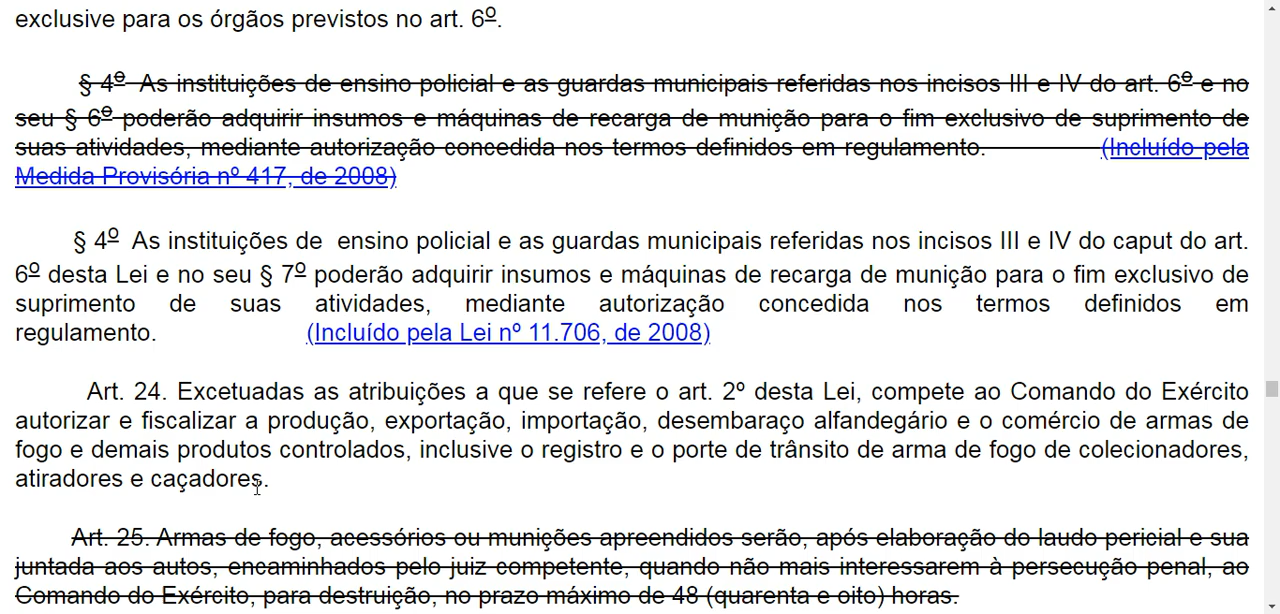 exclusive para os órgãos previstos no art. 6º.
§ 4º As instituições de ensino policial e as guardas municipais referidas nos incisos III e IV do art. 6º e no
seu § 6º poderão adquirir insumos e máquinas de recarga de munição para o fim exclusivo de suprimento de
suas atividades, mediante autorização concedida nos termos definidos em regulamento. (Incluído pela
Medida Provisória nº 417, de 2008)
§ 4º As instituições de ensino policial e as guardas municipais referidas nos incisos III e IV do caput do art.
6º desta Lei e no seu § 7º poderão adquirir insumos e máquinas de recarga de munição para o fim exclusivo de
suprimento de suas atividades, mediante autorização concedida nos termos definidos em
regulamento. (Incluído pela Lei nº 11.706, de 2008)
Art. 24. Excetuadas as atribuições a que se refere o art. 2º desta Lei, compete ao Comando do Exército
autorizar e fiscalizar a produção, exportação, importação, desembaraço alfandegário e o comércio de armas de
fogo e demais produtos controlados, inclusive o registro e o porte de trânsito de arma de fogo de colecionadores,
atiradores e caçadores.
Art. 25. Armas de fogo, acessórios ou munições apreendidos serão, após elaboração do laudo pericial e sua
juntada aos autos, encaminhados pelo juiz competente, quando não mais interessarem à persecução penal, ao
Comando do Exército, para destruição, no prazo máximo de 48 (quarenta e oito) horas.